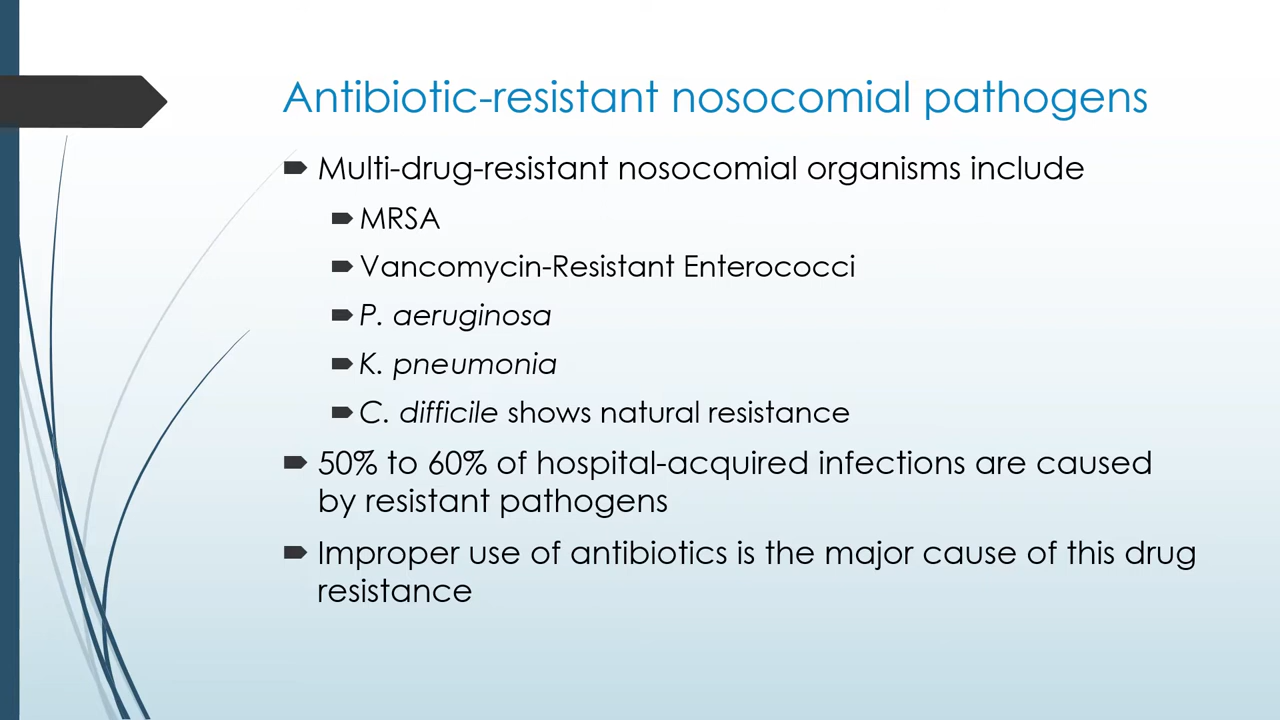 Antibiotic-resistant nosocomial pathogens
Multi-drug-resistant nosocomial organisms include
MRSA
Vancomycin-Resistant Enterococci
P. aeruginosa
K. pneumonia
C. difficile shows natural resistance
50% to 60% of hospital-acquired infections are caused
by resistant pathogens
Improper use of antibiotics is the major cause of this drug
resistance